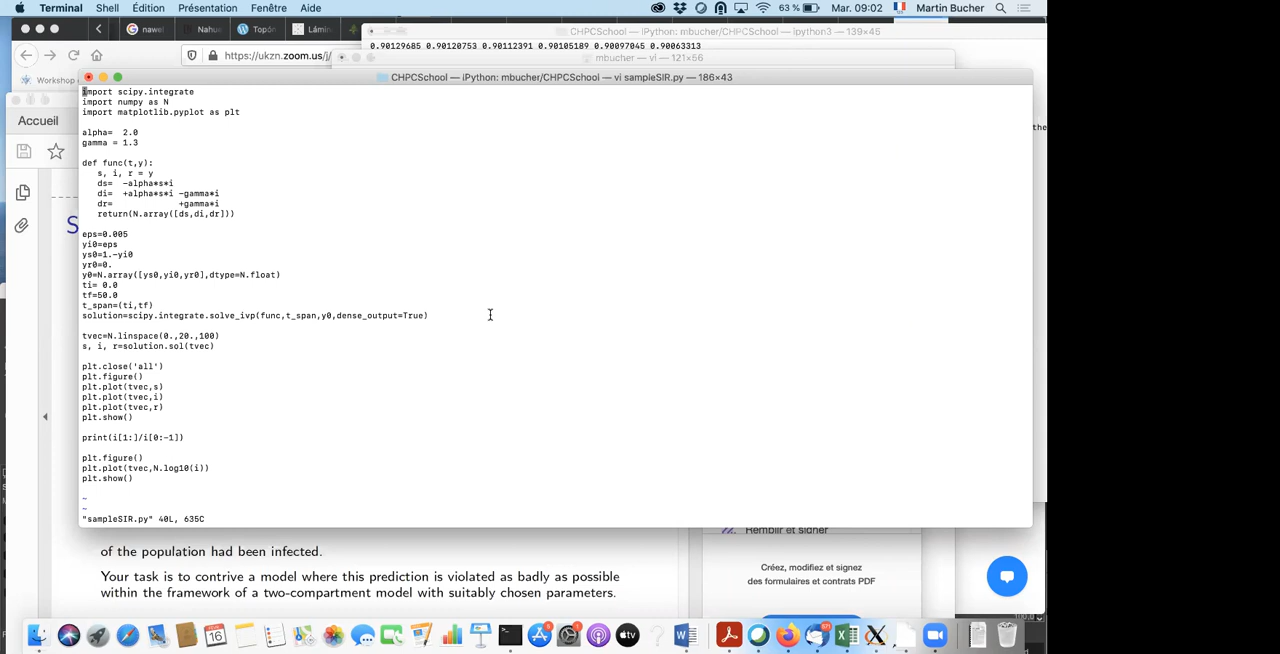 Terminal Shell Édition Présentation Fenêtre Aide 63 % Mar. 09:02 Martin Bucher
nawel Nahua Topón Lámin CHPCSchool — iPython: mbucher/CHPCSchool — ipython3 — 139×45
0.90129685 0.90120753 0.90112391 0.90105189 0.90097045 0.90063313
https://ukzn.zoom.us/j/ mbucher — vi — 121×56
Workshop
CHPCSchool — iPython: mbucher/CHPCSchool — vi sampleSIR.py — 186×43
Accueil
import scipy.integrate
import numpy as N
import matplotlib.pyplot as plt
alpha=  2.0
gamma = 1.3
the
def func(t,y):
   s, i, r = y
   ds=  -alpha*s*i
   di=  +alpha*s*i -gamma*i
   dr=             +gamma*i
   return(N.array([ds,di,dr]))
S
eps=0.005
yi0=eps
ys0=1.-yi0
yr0=0.
y0=N.array([ys0,yi0,yr0],dtype=N.float)
ti= 0.0
tf=50.0
t_span=(ti,tf)
solution=scipy.integrate.solve_ivp(func,t_span,y0,dense_output=True)
tvec=N.linspace(0.,20.,100)
s, i, r=solution.sol(tvec)
plt.close('all')
plt.figure()
plt.plot(tvec,s)
plt.plot(tvec,i)
plt.plot(tvec,r)
plt.show()
print(i[1:]/i[0:-1])
plt.figure()
plt.plot(tvec,N.log10(i))
plt.show()
~
~
"sampleSIR.py" 40L, 635C
Remplir et signer
of the population had been infected.
Your task is to contrive a model where this prediction is violated as badly as possible
within the framework of a two-compartment model with suitably chosen parameters.
Créez, modifiez et signez
des formulaires et contrats PDF
16
tv